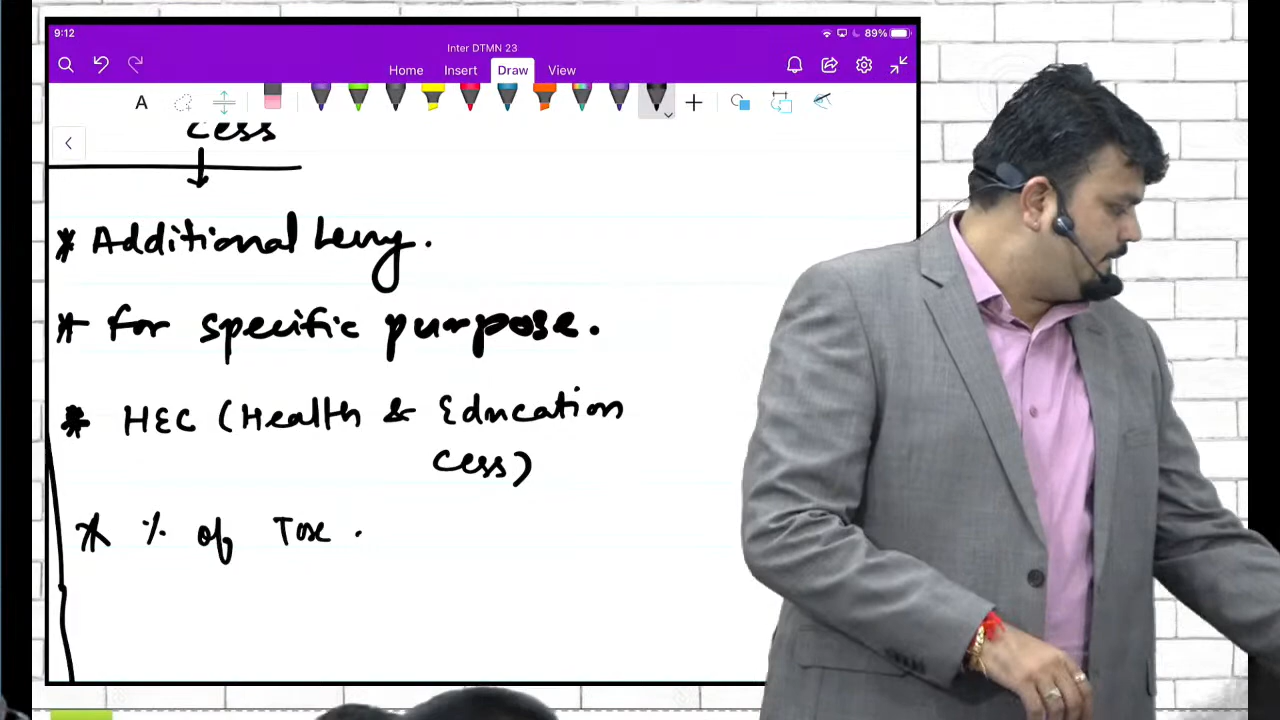 9:12
89%
Inter DTMN 23
Home Insert Draw View
A
Cess
* Additional Levy.
* for specific purpose.
* HEC (Health & Education
Cess)
* % of Tax.